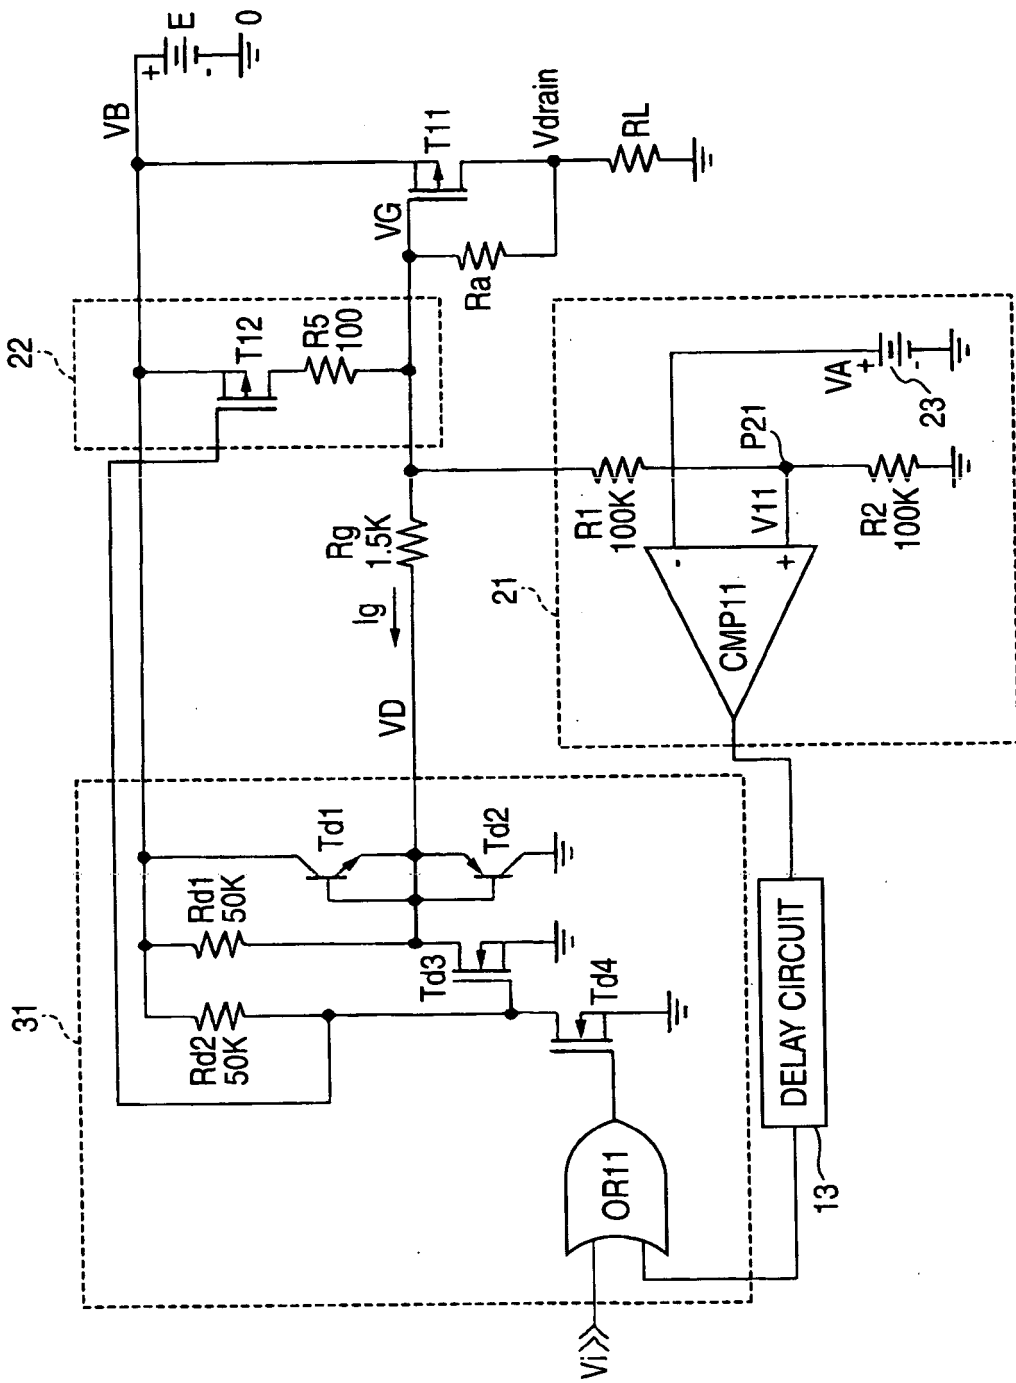 31
Rd2
50K
Rd1
50K
Td1
Td2
Td3
Td4
OR11
Vi
VD
Ig
Rg
1.5K
22
T12
R5
100
VB
+
E
-
0
VG
T11
Ra
Vdrain
RL
21
R1
100K
P21
V11
R2
100K
-
+
CMP11
VA
+
-
23
DELAY CIRCUIT
13